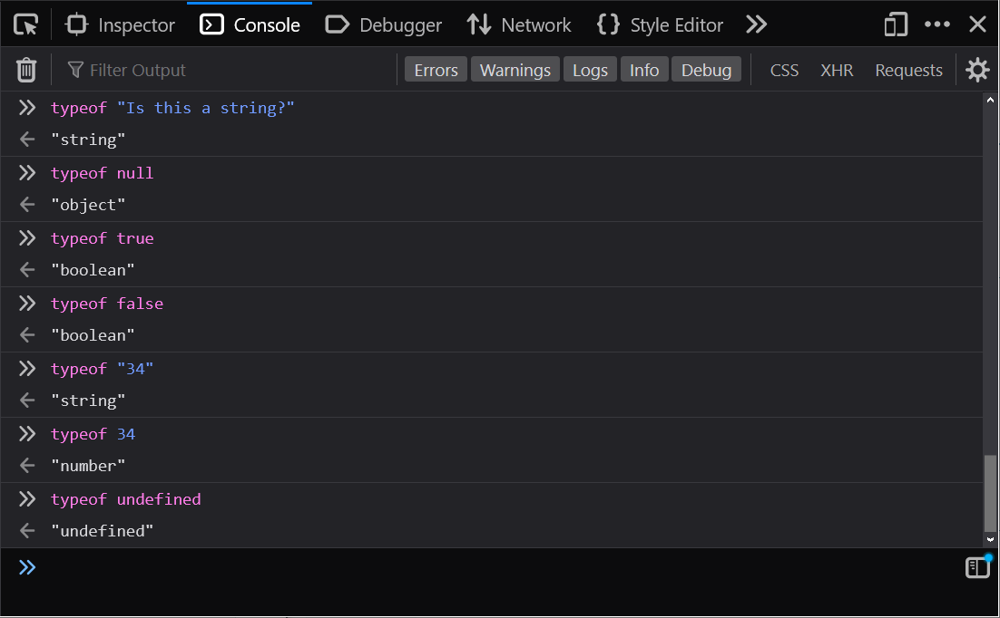 Inspector Console Debugger Network Style Editor
Filter Output Errors Warnings Logs Info Debug CSS XHR Requests
typeof "Is this a string?"
"string"
typeof null
"object"
typeof true
"boolean"
typeof false
"boolean"
typeof "34"
"string"
typeof 34
"number"
typeof undefined
"undefined"